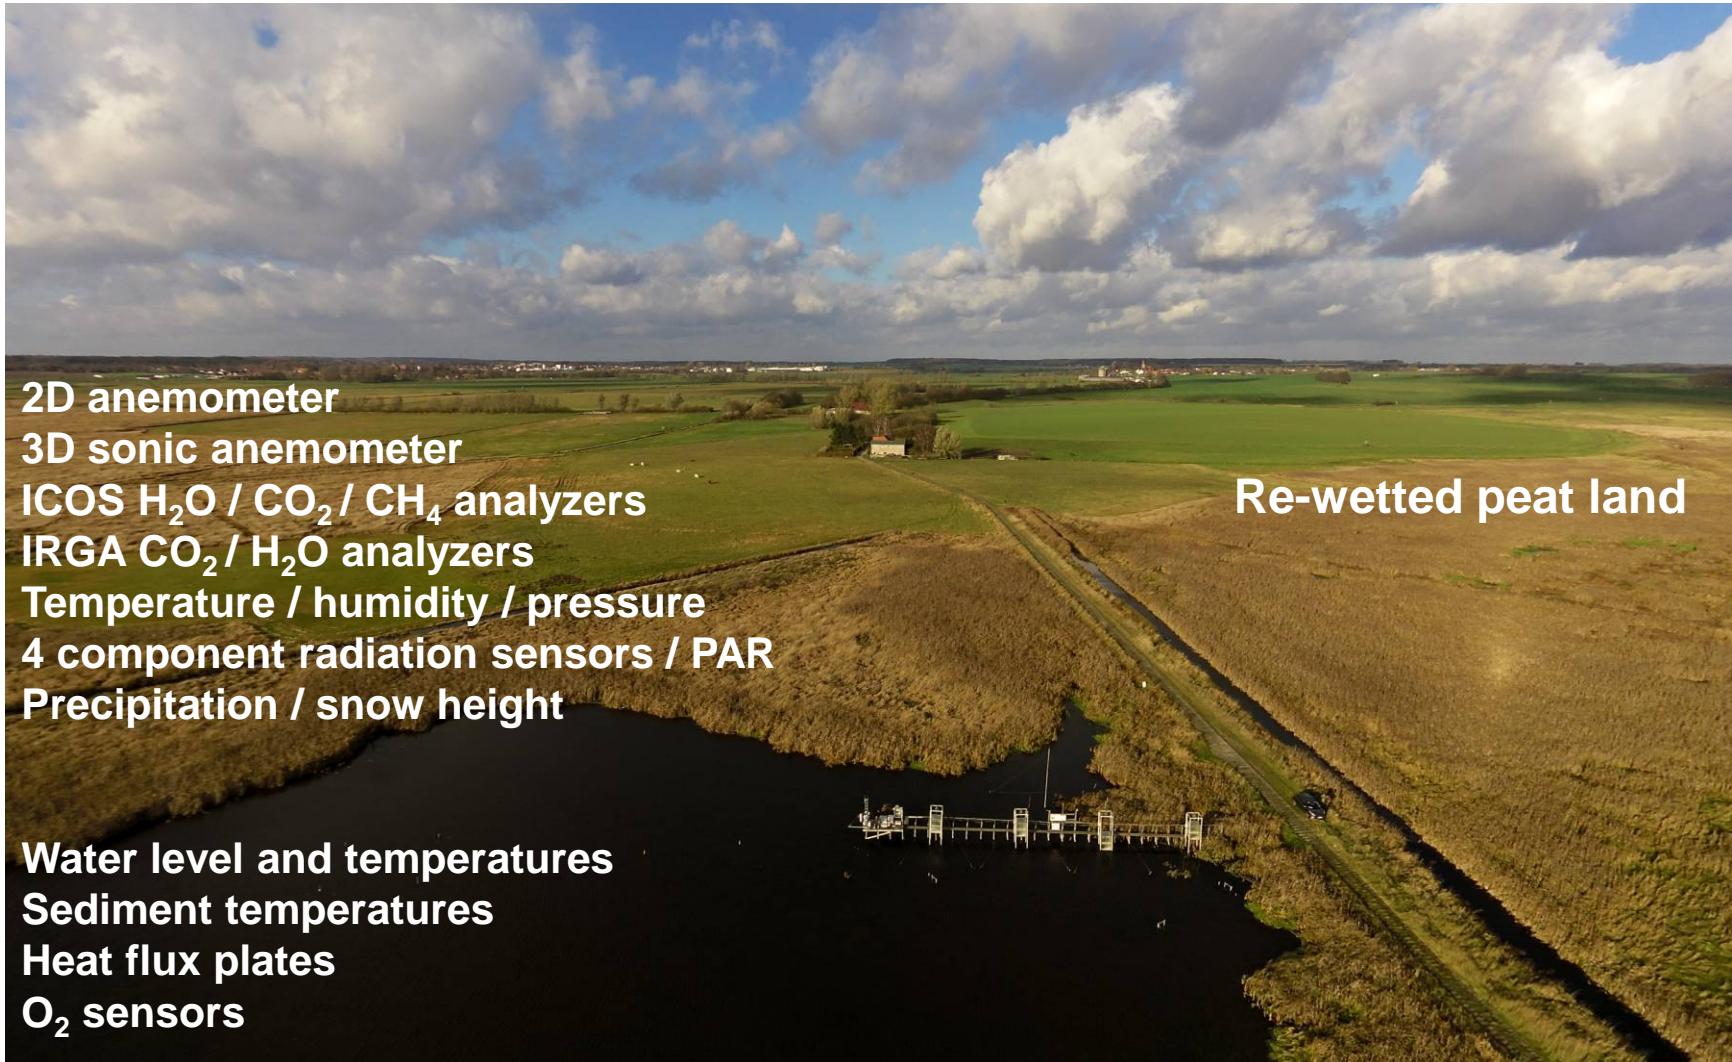 2D anemometer
3D sonic anemometer
ICOS H₂O / CO₂ / CH₄ analyzers
Re-wetted peat land
IRGA CO₂ / H₂O analyzers
Temperature / humidity / pressure
4 component radiation sensors / PAR
Precipitation / snow height
Water level and temperatures
Sediment temperatures
Heat flux plates
O₂ sensors